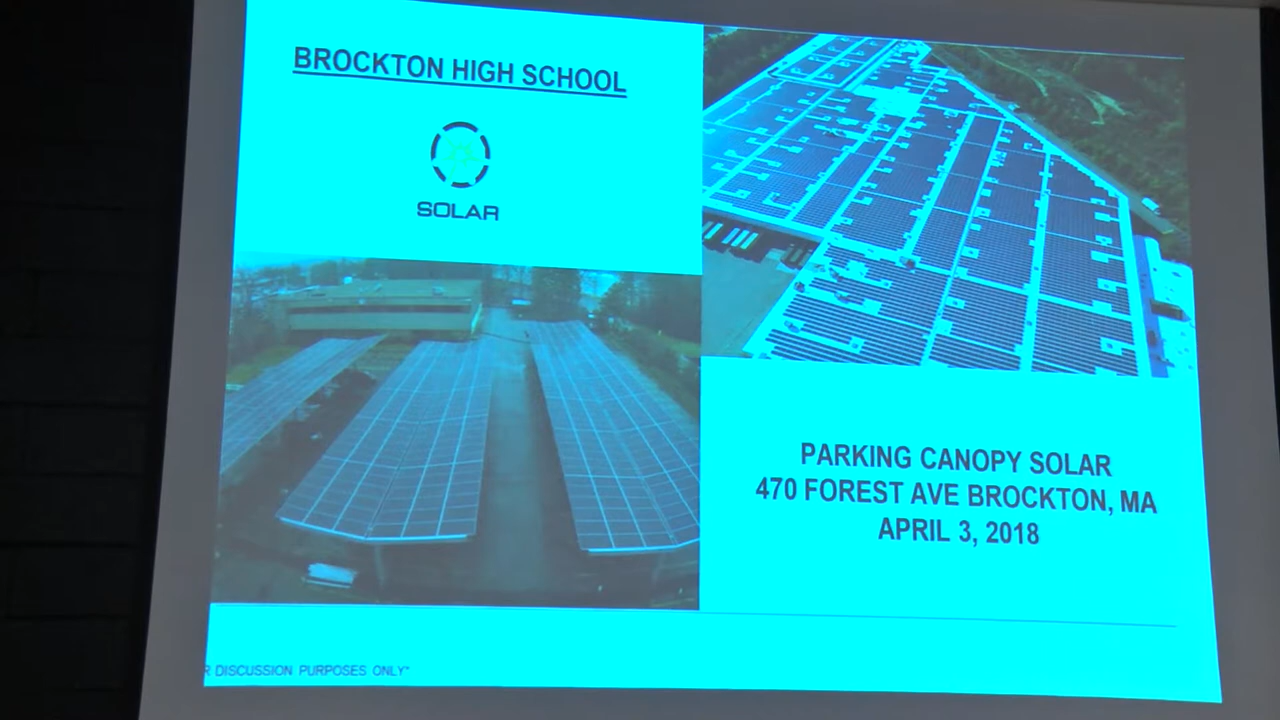 BROCKTON HIGH SCHOOL
SOLAR
PARKING CANOPY SOLAR
470 FOREST AVE BROCKTON, MA
APRIL 3, 2018
R DISCUSSION PURPOSES ONLY"